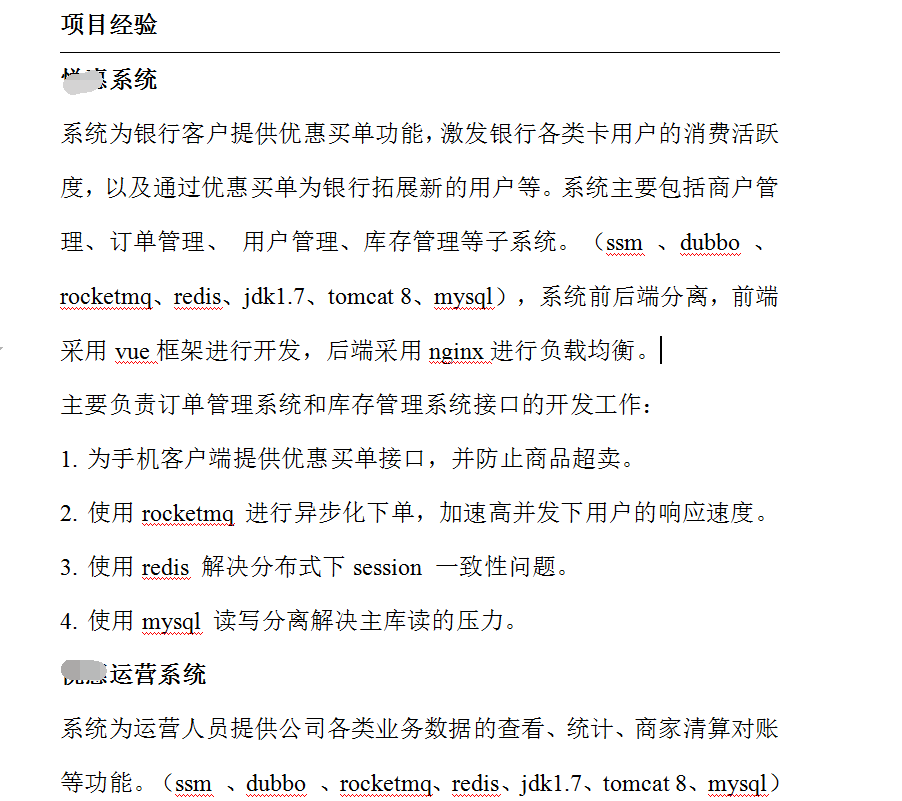 项目经验
系统
系统为银行客户提供优惠买单功能，激发银行各类卡用户的消费活跃
度，以及通过优惠买单为银行拓展新的用户等。系统主要包括商户管
理、订单管理、 用户管理、库存管理等子系统。（ssm 、dubbo 、
rocketmq、redis、jdk1.7、tomcat 8、mysql），系统前后端分离，前端
采用 vue 框架进行开发，后端采用 nginx 进行负载均衡。
主要负责订单管理系统和库存管理系统接口的开发工作：
1. 为手机客户端提供优惠买单接口，并防止商品超卖。
2. 使用 rocketmq 进行异步化下单，加速高并发下用户的响应速度。
3. 使用 redis 解决分布式下 session 一致性问题。
4. 使用 mysql 读写分离解决主库读的压力。
运营系统
系统为运营人员提供公司各类业务数据的查看、统计、商家清算对账
等功能。（ssm 、dubbo 、rocketmq、redis、jdk1.7、tomcat 8、mysql）